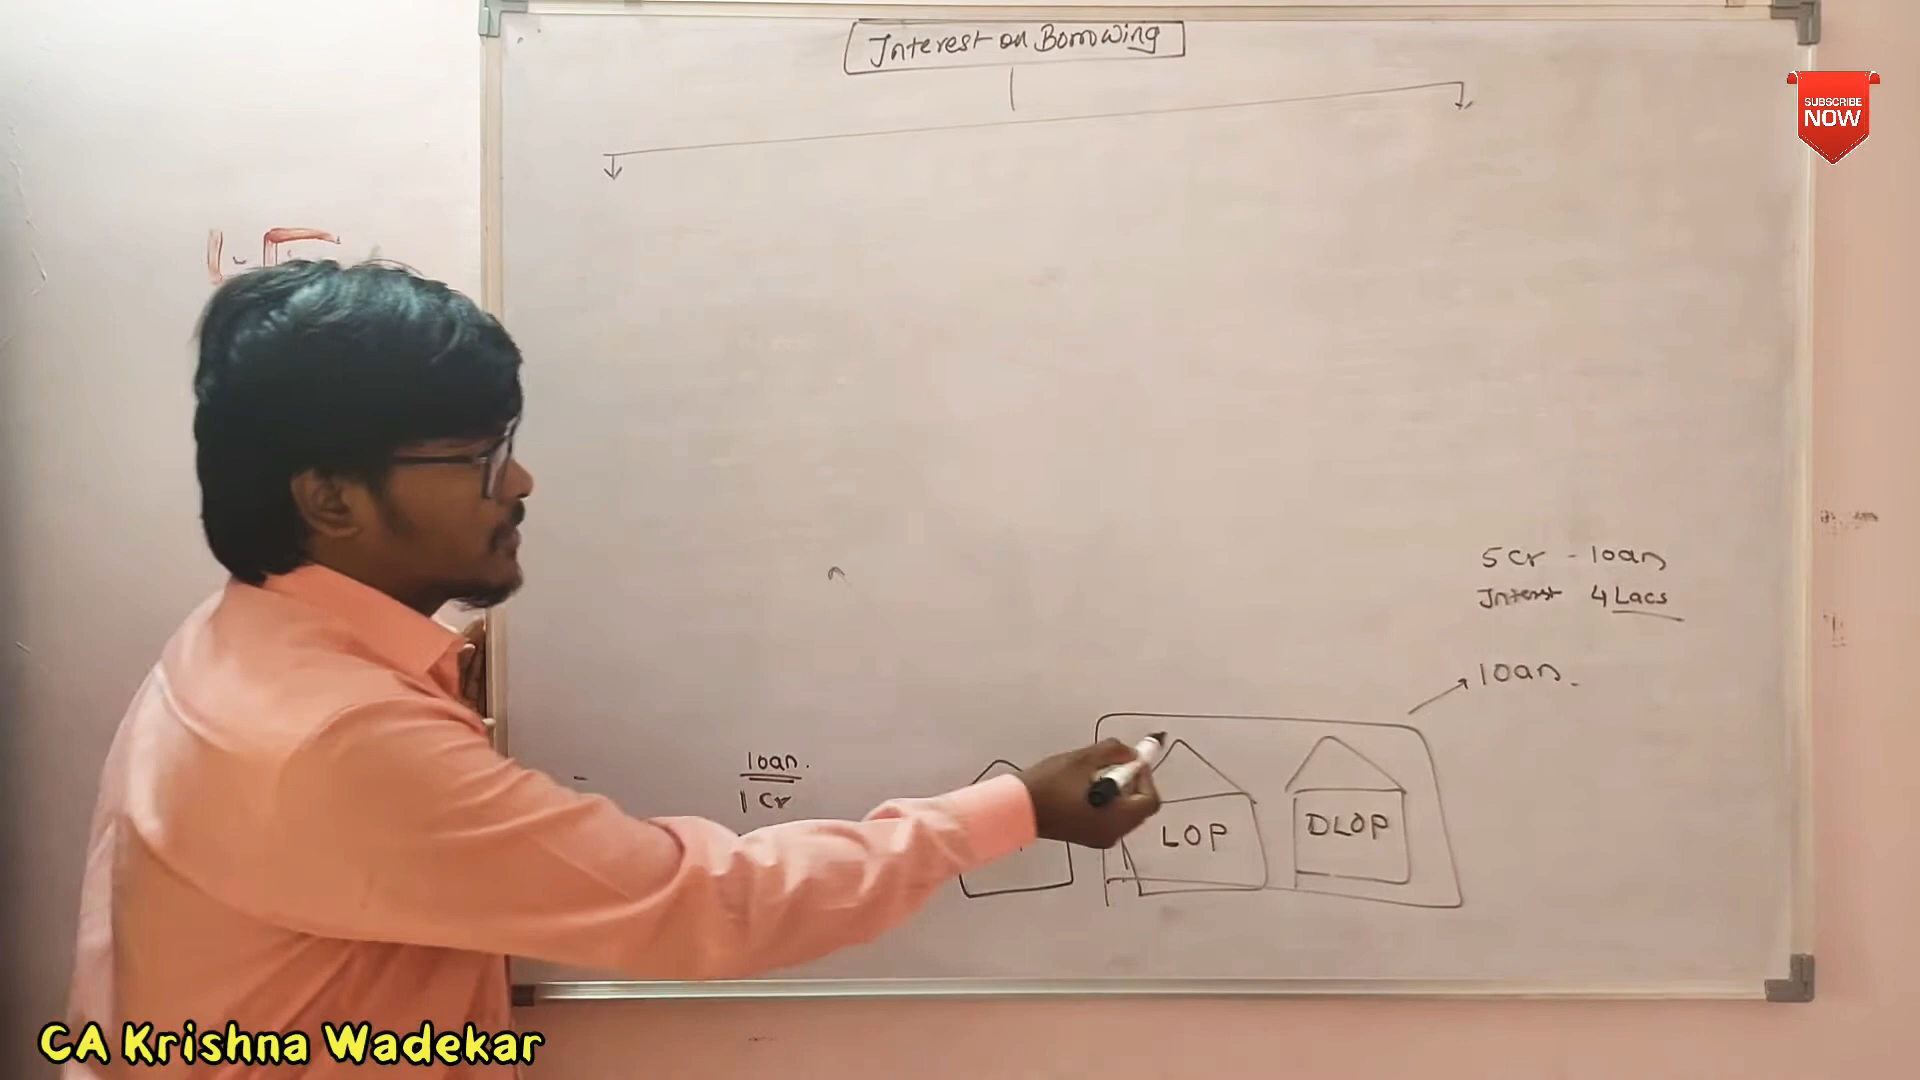 Interest on Borrowing
SUBSCRIBE
NOW
5 Cr - loan
Interest 4 Lacs
loan.
loan.
1 Cr
LOP
DLOP
CA Krishna Wadekar